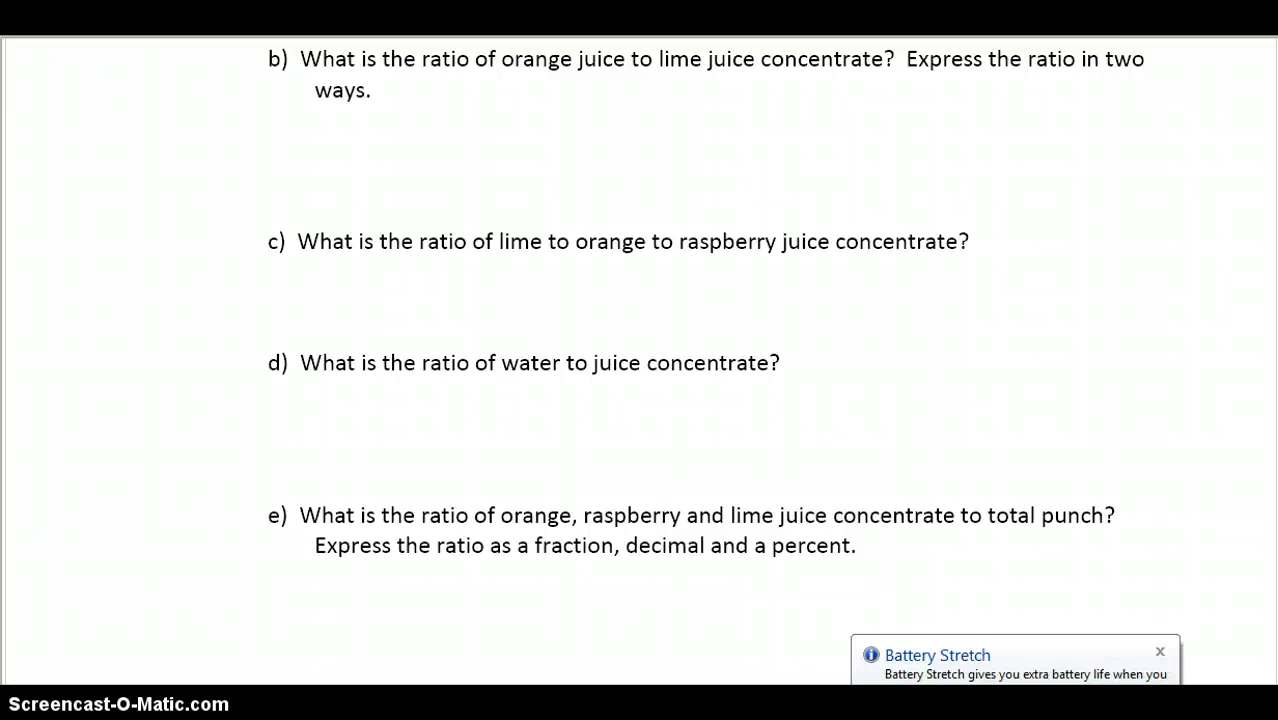 b) What is the ratio of orange juice to lime juice concentrate? Express the ratio in two
ways.
c) What is the ratio of lime to orange to raspberry juice concentrate?
d) What is the ratio of water to juice concentrate?
e) What is the ratio of orange, raspberry and lime juice concentrate to total punch?
Express the ratio as a fraction, decimal and a percent.
Battery Stretch
Battery Stretch gives you extra battery life when you
Screencast-O-Matic.com